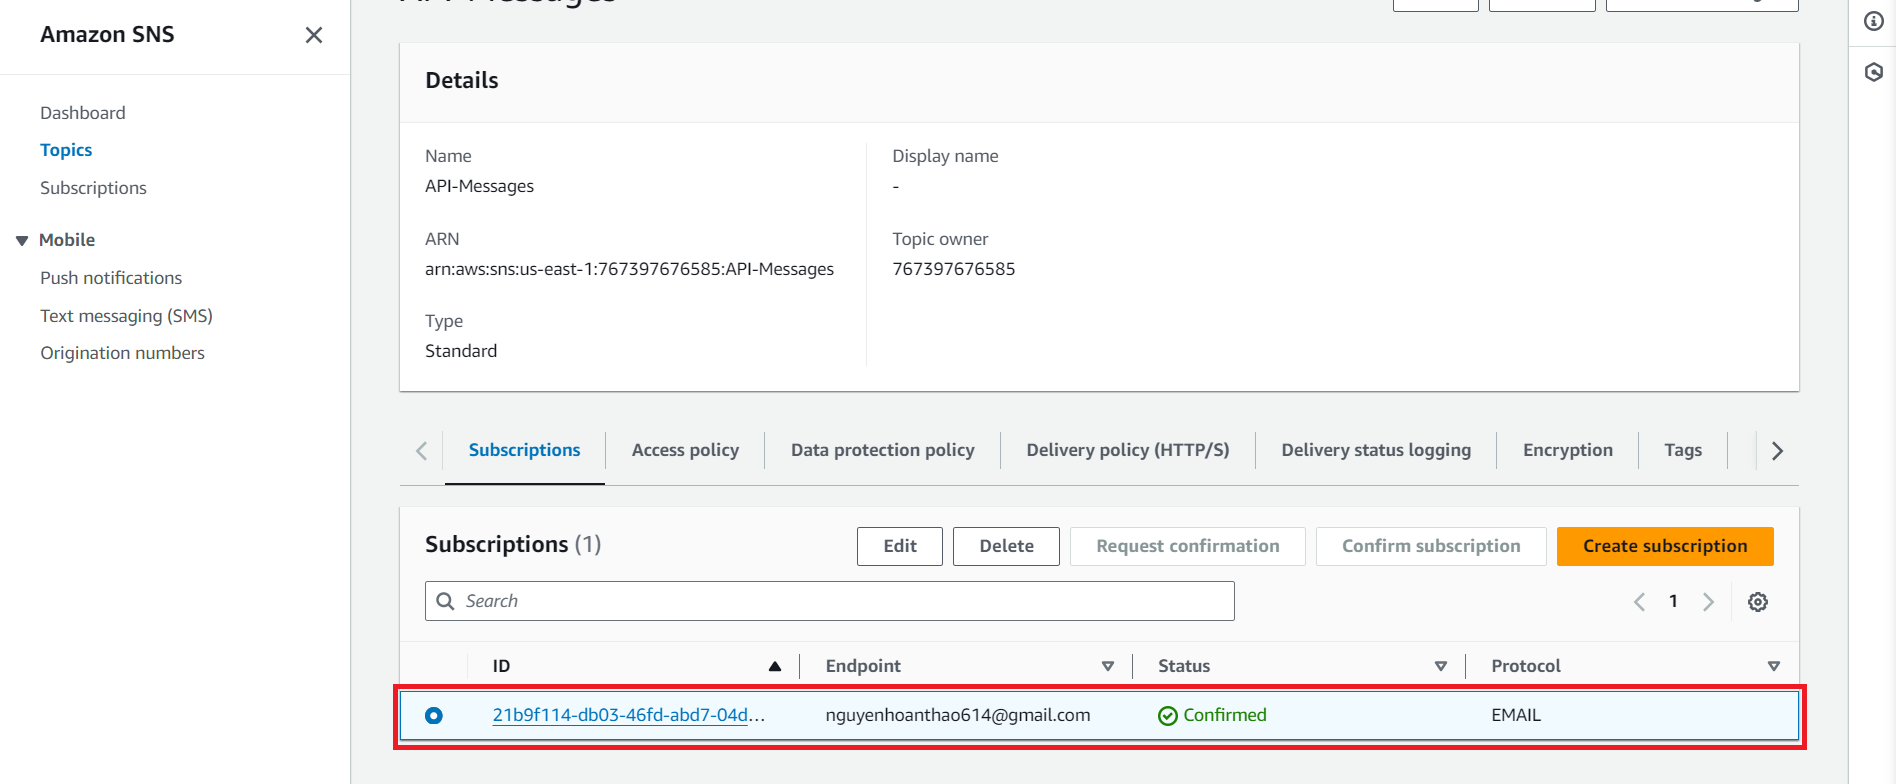 API-Messages
Amazon SNS
Dashboard
Topics
Subscriptions
Mobile
Push notifications
Text messaging (SMS)
Origination numbers
Details
Name
API-Messages
Display name
-
ARN
arn:aws:sns:us-east-1:767397676585:API-Messages
Topic owner
767397676585
Type
Standard
Subscriptions
Access policy
Data protection policy
Delivery policy (HTTP/S)
Delivery status logging
Encryption
Tags
Subscriptions (1)
Edit
Delete
Request confirmation
Confirm subscription
Create subscription
Search
1
ID
Endpoint
Status
Protocol
21b9f114-db03-46fd-abd7-04d...
nguyenhoanthao614@gmail.com
Confirmed
EMAIL